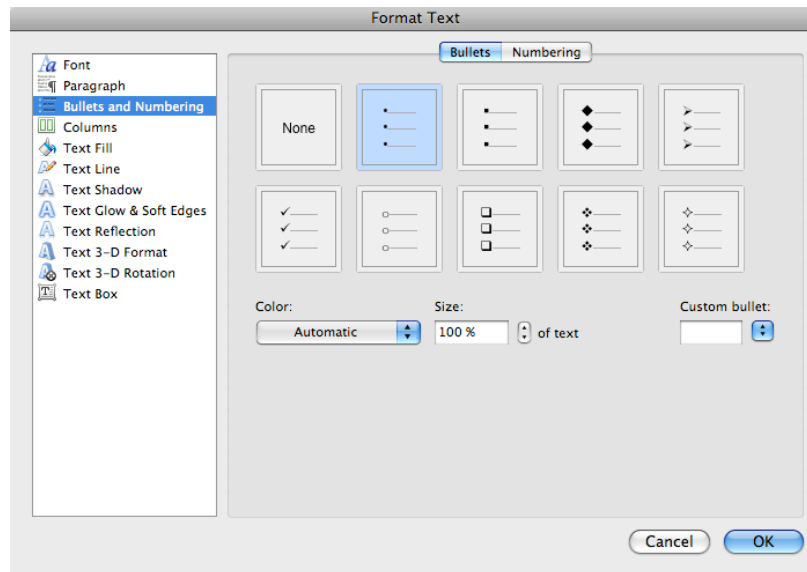 Format Text
Bullets Numbering
Font
Paragraph
Bullets and Numbering
Columns
Text Fill
Text Line
Text Shadow
Text Glow & Soft Edges
Text Reflection
Text 3-D Format
Text 3-D Rotation
Text Box
None
Color: Size: Custom bullet:
Automatic 100 % of text
Cancel OK